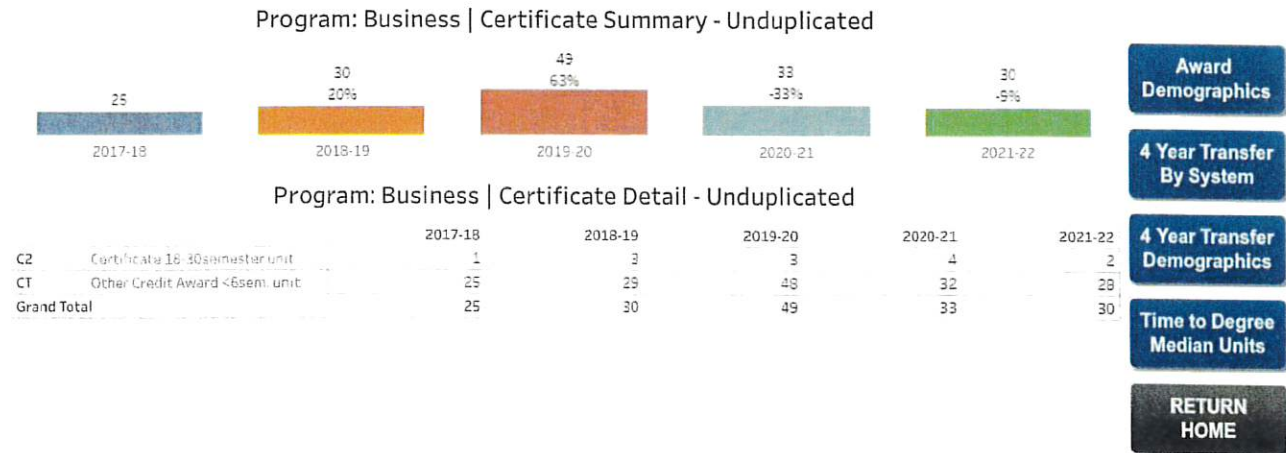 Program: Business | Certificate Summary - Unduplicated
25
30
20%
49
63%
33
-33%
30
-9%
2017-18 2018-19 2019-20 2020-21 2021-22
Program: Business | Certificate Detail - Unduplicated
2017-18 2018-19 2019-20 2020-21 2021-22
C2 Certificate 18-30semester unit 1 3 3 4 2
CT Other Credit Award <6sem. unit 25 29 48 32 28
Grand Total 25 30 49 33 30
Award
Demographics
4 Year Transfer
By System
4 Year Transfer
Demographics
Time to Degree
Median Units
RETURN
HOME